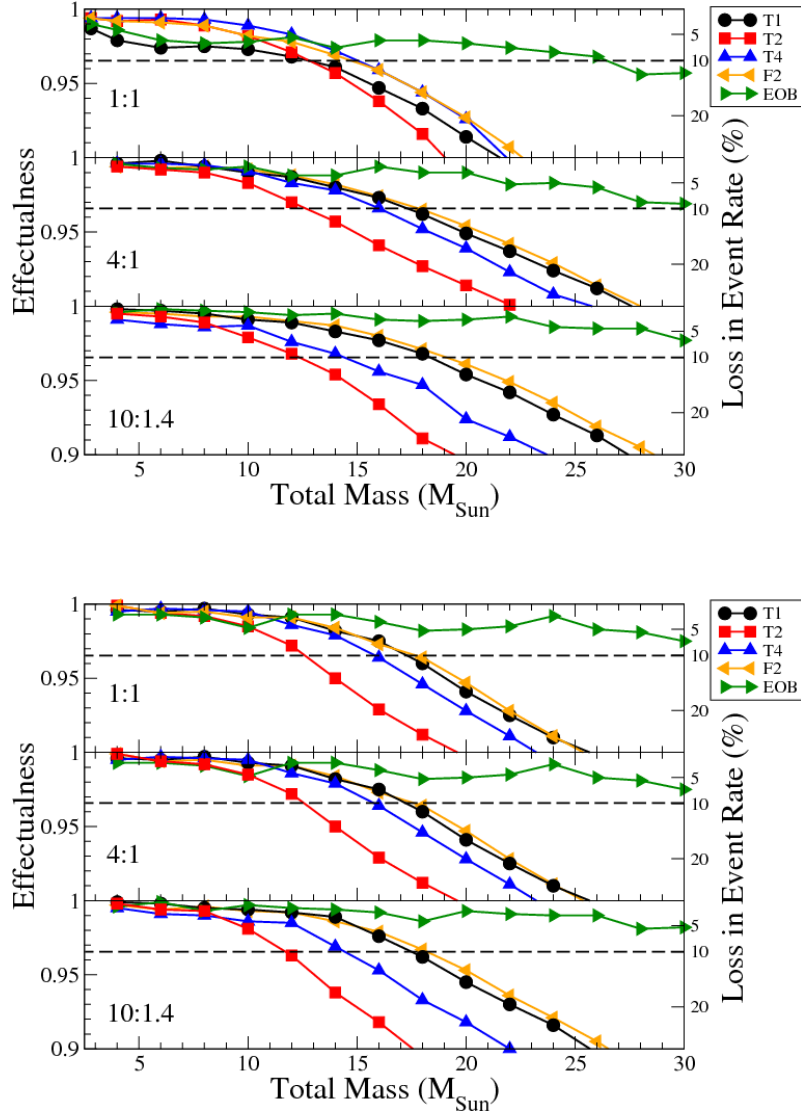 T1
T2
T4
F2
EOB
0.95
1:1
5
10
20
1
0.95
4:1
5
10
20
1
0.95
0.9
10:1.4
5
10
20
Effectualness
Loss in Event Rate (%)
5 10 15 20 25 30
Total Mass (M_Sun)
T1
T2
T4
F2
EOB
1
0.95
1:1
5
10
20
1
0.95
4:1
5
10
20
1
0.95
0.9
10:1.4
5
10
20
Effectualness
Loss in Event Rate (%)
5 10 15 20 25 30
Total Mass (M_Sun)